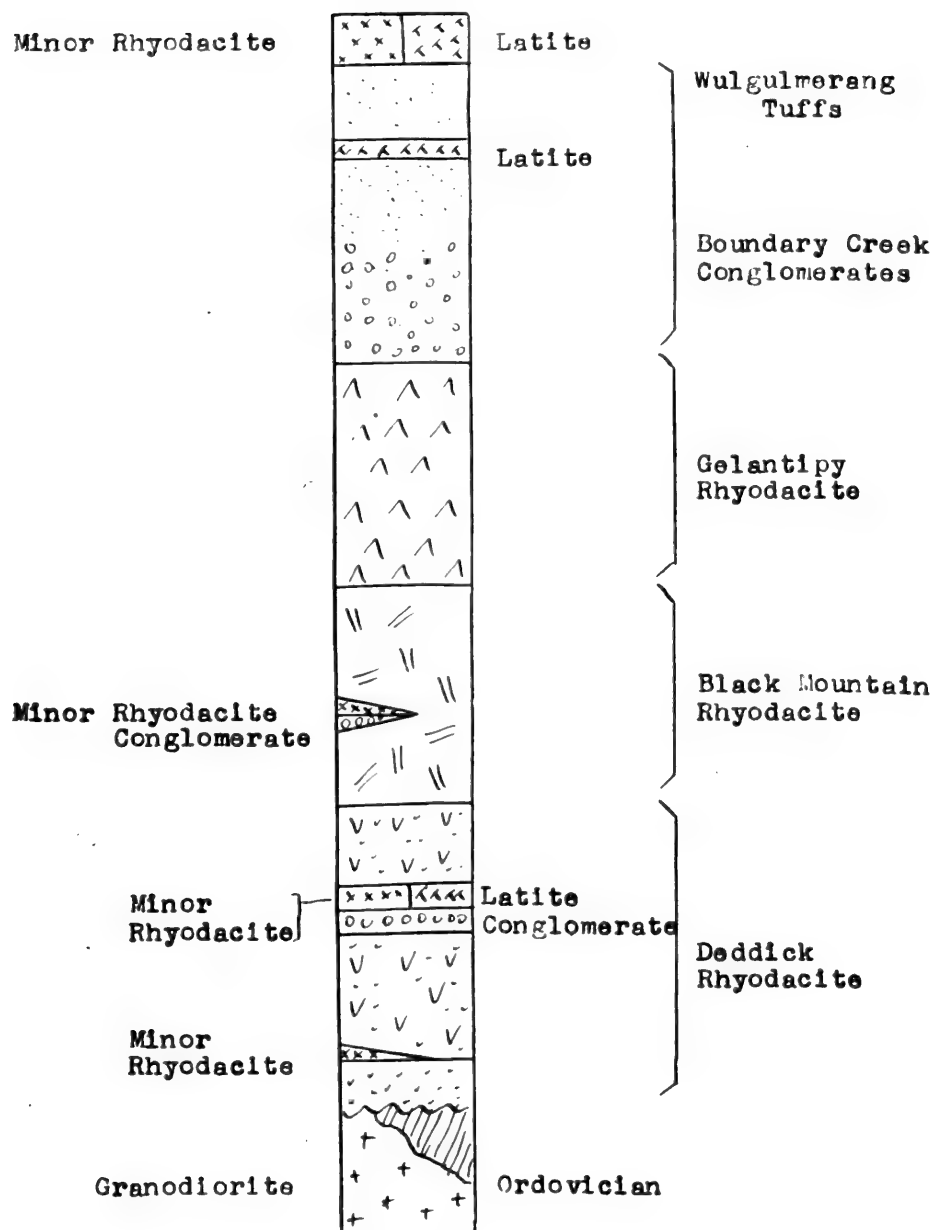 Minor Rhyodacite
Latite
Wulgulmerang
Tuffs
Latite
Boundary Creek
Conglomerates
Gelantipy
Rhyodacite
Black Mountain
Rhyodacite
Minor Rhyodacite
Conglomerate
Minor
Rhyodacite
Latite
Conglomerate
Deddick
Rhyodacite
Minor
Rhyodacite
Granodiorite
Ordovician